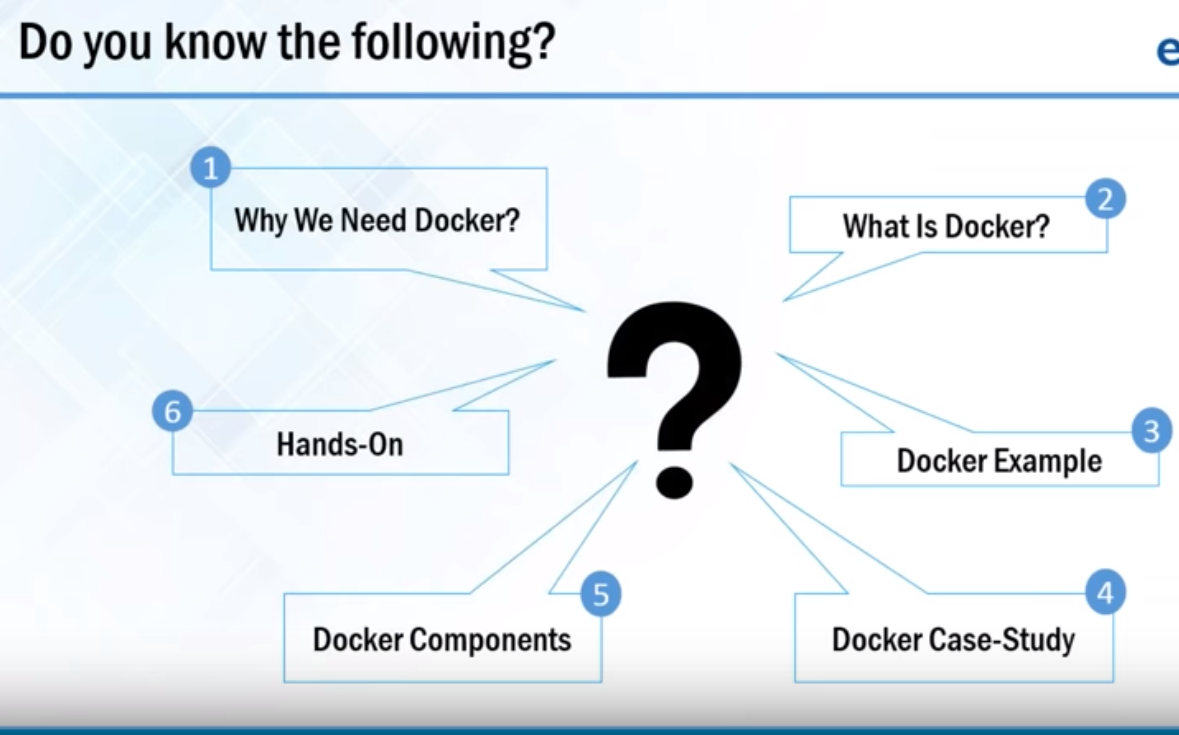 Do you know the following?
e
1
Why We Need Docker?
2
What Is Docker?
3
Docker Example
4
Docker Case-Study
5
Docker Components
6
Hands-On
?